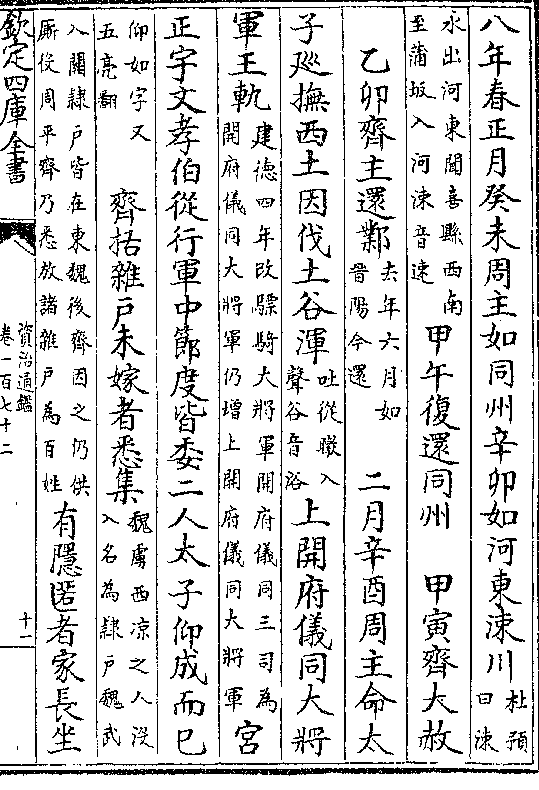 八年春正月癸未周主如同州辛卯如河東涑川杜預曰涑
水出河東聞喜縣西南至蒲坂入河涑音速甲午復還同州 甲寅齊大赦
乙卯齊主還鄴去年六月如晉陽今還 二月辛酉周主命太
子廵撫西土因伐土谷渾吐從暾入聲谷音浴上開府儀同大將
軍王軌建德四年改驃騎大將軍開府儀同三司為開府儀同大將軍仍增上開府儀同大將軍宮
正宇文孝伯從行軍中節度皆委二人太子仰成而已
仰如字又五亮翻 齊括雜戸未嫁者悉集魏虜西涼之人没入名為隸戸魏武
入關隸戸皆在東魏後齊因之仍供厮役周平齊乃悉放諸雜戸為百姓有隱匿者家長坐
欽定四庫全書
資治通鑑
卷一百七十二
十一